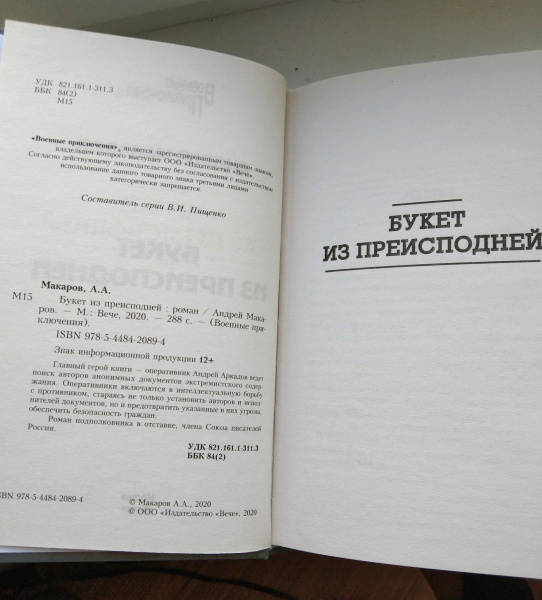 УДК 821.161.1-311.3
ББК 84(2)
М15
«Военные приключения», является зарегистрированным товарным знаком,
владельцем которого выступает ООО «Издательство «Вече».
Согласно действующему законодательству без согласования с издательством
использование данного товарного знака третьими лицами
категорически запрещается.
Составитель серии В.И. Пищенко
Макаров, А.А.
М15 Букет из преисподней : роман / Андрей Мака-
ров. — М.: Вече, 2020. — 288 с. — (Военные при-
ключения).
ISBN 978-5-4484-2089-4
Знак информационной продукции 12+
Главный герой книги — оперативник Андрей Аркадов ведет
поиск авторов анонимных документов экстремистского содер-
жания. Оперативники включаются в интеллектуальную борьбу
с противником, стараясь не только установить авторов и испол-
нителей документов, но и предотвратить указанные в них угрозы,
обеспечить безопасность граждан.
Роман подполковника в отставке, члена Союза писателей
России.
УДК 821.161.1-311.3
ББК 84(2)
ISBN 978-5-4484-2089-4
© Макаров А.А., 2020
© ООО «Издательство «Вече», 2020
БУКЕТ
ИЗ ПРЕИСПОДНЕЙ